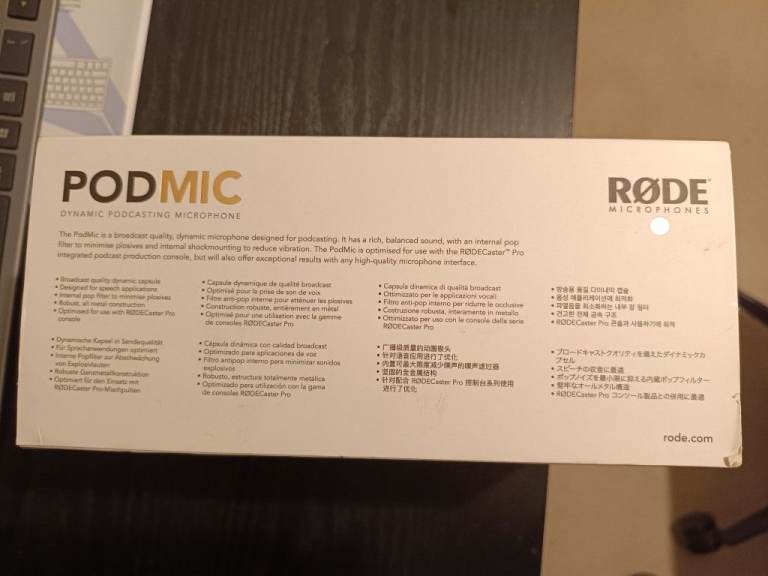 PODMIC
DYNAMIC PODCASTING MICROPHONE
RØDE
MICROPHONES
The PodMic is a broadcast quality, dynamic microphone designed for podcasting. It has a rich, balanced sound, with an internal pop
filter to minimise plosives and internal shockmounting to reduce vibration. The PodMic is optimised for use with the RØDECaster™ Pro
integrated podcast production console, but will also offer exceptional results with any high-quality microphone interface.
• Broadcast quality dynamic capsule
• Designed for speech applications
• Internal pop filter to minimise plosives
• Robust, all metal construction
• Optimised for use with RØDECaster Pro
console
• Capsule dynamique de qualité broadcast
• Optimisé pour la prise de son de voix
• Filtre anti-pop interne pour atténuer les plosives
• Construction robuste, entièrement en métal
• Optimisé pour une utilisation avec la gamme
de consoles RØDECaster Pro
• Capsula dinamica di qualità broadcast
• Ottimizzato per le applicazioni vocali
• Filtro anti-pop interno per ridurre le occlusive
• Costruzione robusta, interamente in metallo
• Ottimizzato per uso con le console della serie
RØDECaster Pro
• 방송용 품질 다이내믹 캡슐
• 음성 애플리케이션에 최적화
• 파열음을 최소화하는 내부 팝 필터
• 견고한 전체 금속 구조
• RØDECaster Pro 콘솔과 사용하기에 최적
• Dynamische Kapsel in Sendequalität
• Für Sprachanwendungen optimiert
• Interne Popfilter zur Abschwächung
von Explosivlauten
• Robuste Ganzmetallkonstruktion
• Optimiert für den Einsatz mit
RØDECaster Pro-Mischpulten
• Cápsula dinámica con calidad broadcast
• Optimizado para aplicaciones de voz
• Filtro antipop interno para minimizar sonidos
explosivos
• Robusto, estructura totalmente metálica
• Optimizado para utilización con la gama
de consolas RØDECaster Pro
• 广播级质量的动圈极头
• 针对语音应用进行了优化
• 内置可最大限度减少噗声的噗声滤过器
• 坚固的全金属结构
• 针对配合 RØDECaster Pro 控制台系列使用
进行了优化
• ブロードキャストクオリティを備えたダイナミックカ
プセル
• スピーチの収音に最適
• ポップノイズを最小限に抑える内蔵ポップフィルター
• 堅牢なオールメタル構造
• RØDECaster Pro コンソール製品との併用に最適
rode.com